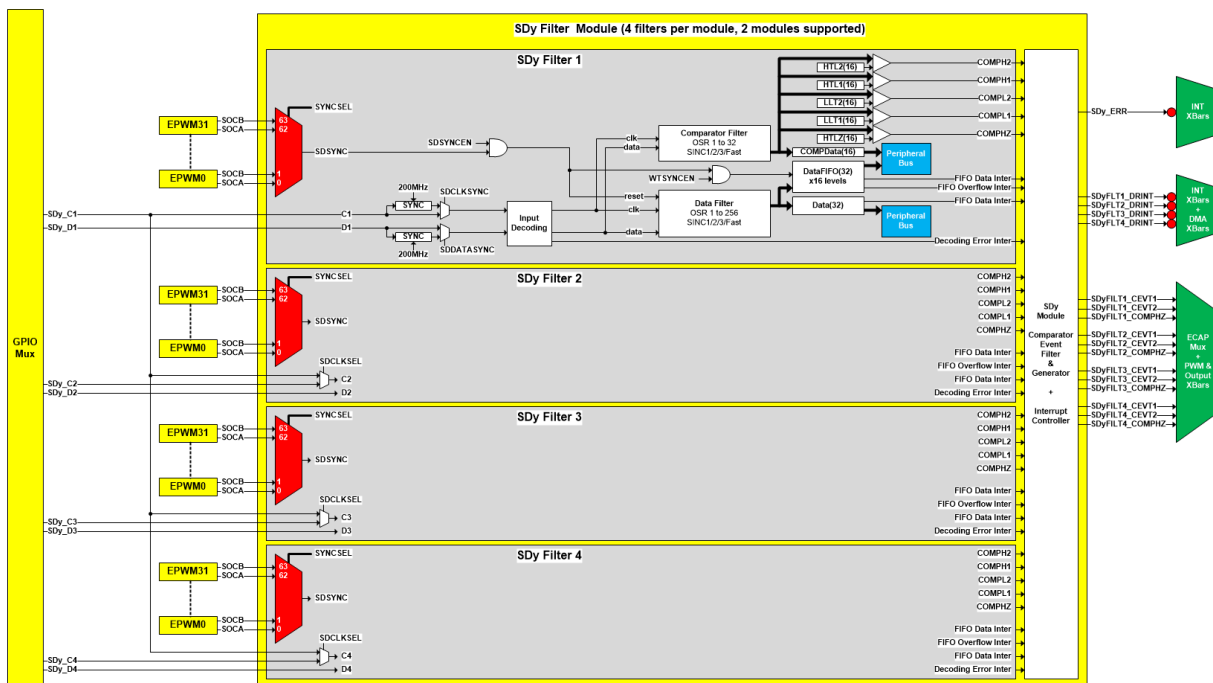 SDy Filter Module (4 filters per module, 2 modules supported)
GPIO
Mux
SDy_C1
SDy_D1
SDy_C2
SDy_D2
SDy_C3
SDy_D3
SDy_C4
SDy_D4
SDy Filter 1
EPWM31
EPWM0
SOCB
SOCA
SOCB
SOCA
63
62
1
0
SYNCSEL
SDSYNC
SDSYNCEN
WTSYNCEN
200MHz
SYNC
SDCLKSYNC
C1
D1
SYNC
200MHz
SDDATASYNC
Input
Decoding
clk
data
Comparator Filter
OSR 1 to 32
SINC1/2/3/Fast
reset
clk
data
Data Filter
OSR 1 to 256
SINC1/2/3/Fast
HTL2(16)
HTL1(16)
LLT2(16)
LLT1(16)
HTLZ(16)
COMPData(16)
DataFIFO(32)
x16 levels
Data(32)
Peripheral
Bus
Peripheral
Bus
COMPH2
COMPH1
COMPL2
COMPL1
COMPHZ
FIFO Data Inter
FIFO Overflow Inter
FIFO Data Inter
Decoding Error Inter
SDy Filter 2
EPWM31
EPWM0
SOCB
SOCA
SOCB
SOCA
63
62
1
0
SYNCSEL
SDSYNC
SDCLKSEL
C2
D2
COMPH2
COMPH1
COMPL2
COMPL1
COMPHZ
FIFO Data Inter
FIFO Overflow Inter
FIFO Data Inter
Decoding Error Inter
SDy Filter 3
EPWM31
EPWM0
SOCB
SOCA
SOCB
SOCA
63
62
1
0
SYNCSEL
SDSYNC
SDCLKSEL
C3
D3
COMPH2
COMPH1
COMPL2
COMPL1
COMPHZ
FIFO Data Inter
FIFO Overflow Inter
FIFO Data Inter
Decoding Error Inter
SDy Filter 4
EPWM31
EPWM0
SOCB
SOCA
SOCB
SOCA
63
62
1
0
SYNCSEL
SDSYNC
SDCLKSEL
C4
D4
COMPH2
COMPH1
COMPL2
COMPL1
COMPHZ
FIFO Data Inter
FIFO Overflow Inter
FIFO Data Inter
Decoding Error Inter
SDy
Module
Comparator
Event
Filter
&
Generator
+
Interrupt
Controller
SDy_ERR
INT
XBars
SDyFLT1_DRINT
SDyFLT2_DRINT
SDyFLT3_DRINT
SDyFLT4_DRINT
INT
XBars
+
DMA
XBars
SDyFILT1_CEVT1
SDyFILT1_CEVT2
SDyFILT1_COMPHZ
SDyFILT2_CEVT1
SDyFILT2_CEVT2
SDyFILT2_COMPHZ
SDyFILT3_CEVT1
SDyFILT3_CEVT2
SDyFILT3_COMPHZ
SDyFILT4_CEVT1
SDyFILT4_CEVT2
SDyFILT4_COMPHZ
ECAP
Mux
+
PWM &
Output
XBars